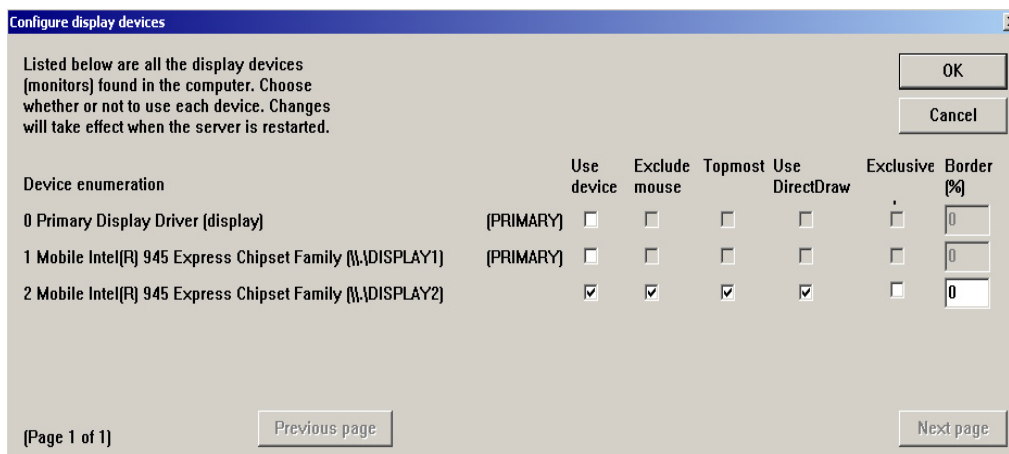 Configure display devices
Listed below are all the display devices
(monitors) found in the computer. Choose
whether or not to use each device. Changes
will take effect when the server is restarted.
OK
Cancel
Device enumeration
Use device
Exclude mouse
Topmost
Use DirectDraw
Exclusive
Border (%)
0 Primary Display Driver (display) (PRIMARY) 0
1 Mobile Intel(R) 945 Express Chipset Family (\\.\DISPLAY1) (PRIMARY) 0
2 Mobile Intel(R) 945 Express Chipset Family (\\.\DISPLAY2) 0
(Page 1 of 1)
Previous page
Next page